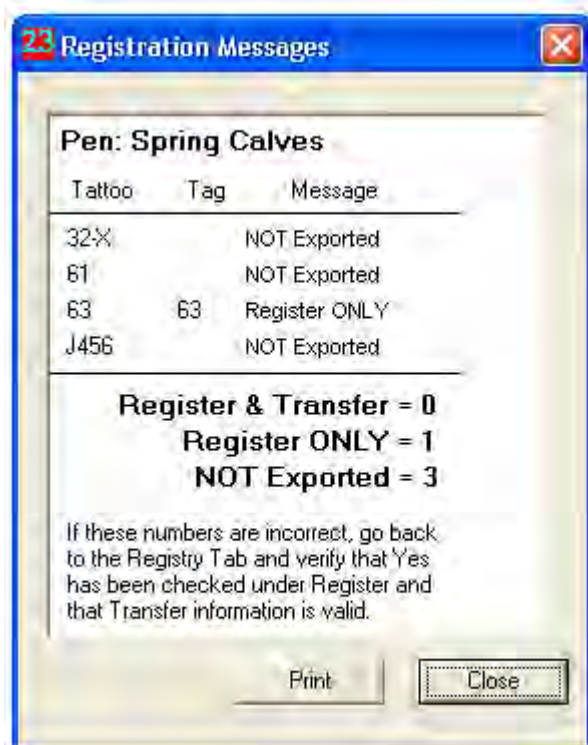 23 Registration Messages
Pen: Spring Calves
Tattoo Tag Message
32-X NOT Exported
61 NOT Exported
63 63 Register ONLY
J456 NOT Exported
Register & Transfer = 0
Register ONLY = 1
NOT Exported = 3
If these numbers are incorrect, go back
to the Registry Tab and verify that Yes
has been checked under Register and
that Transfer information is valid.
Print Close